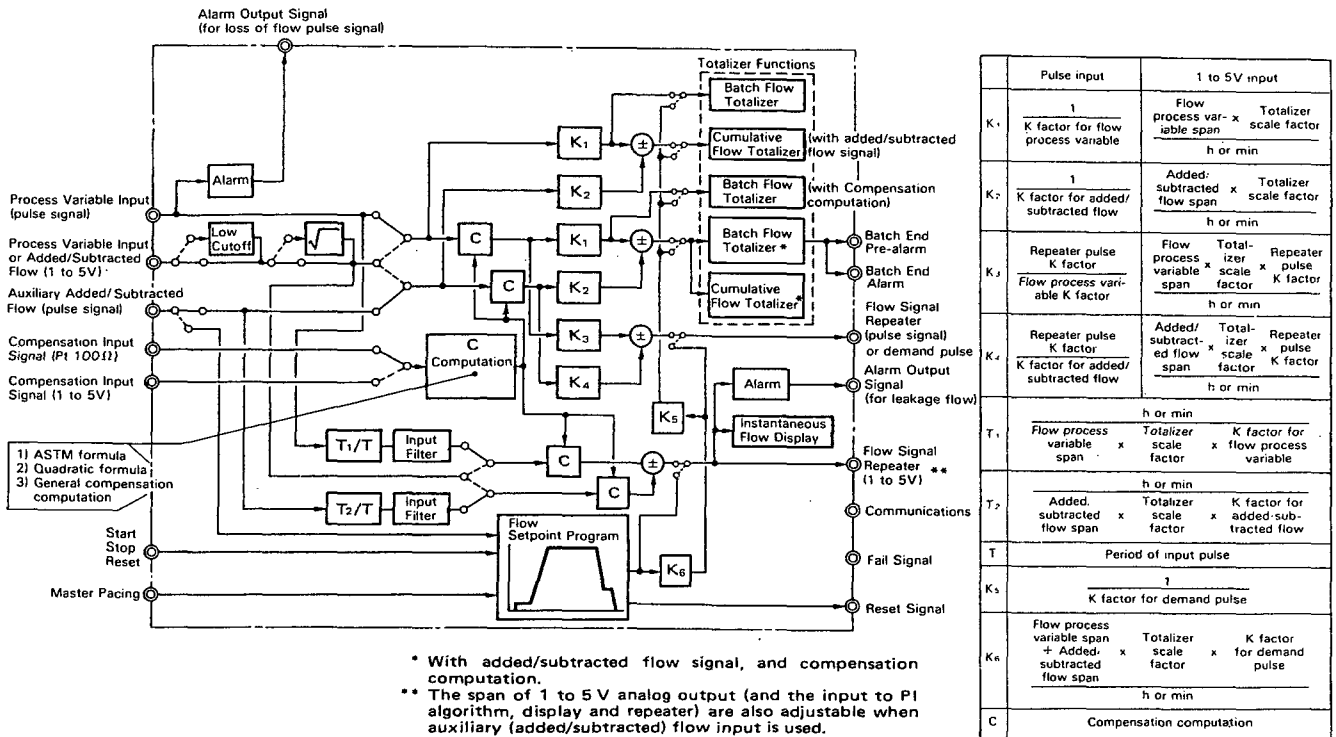 Alarm Output Signal
(for loss of flow pulse signal)
Totalizer Functions
Batch Flow
Totalizer
K₁
±
Cumulative
Flow Totalizer
(with added/subtracted
flow signal)
K₂
Batch Flow
Totalizer
(with Compensation
computation)
Alarm
Process Variable Input
(pulse signal)
Low
Cutoff
√
Process Variable Input
or Added/Subtracted
Flow (1 to 5V)
C
K₁
±
Batch Flow
Totalizer*
Batch End
Pre-alarm
C
K₂
Cumulative
Flow Totalizer*
Batch End
Alarm
Auxiliary Added/Subtracted
Flow (pulse signal)
Flow Signal
Repeater
(pulse signal)
or demand pulse
K₃
±
Compensation Input
Signal (Pt 100Ω)
C
Computation
K₄
Compensation Input
Signal (1 to 5V)
Alarm
Alarm Output
Signal
(for leakage flow)
K₅
Instantaneous
Flow Display
1) ASTM formula
2) Quadratic formula
3) General compensation
computation
T₁/T
Input
Filter
C
±
Flow Signal
Repeater **
(1 to 5V)
T₂/T
Input
Filter
C
Communications
Start
Stop
Reset
Flow
Setpoint Program
K₆
Fail Signal
Master Pacing
Reset Signal
* With added/subtracted flow signal, and compensation
computation.
** The span of 1 to 5 V analog output (and the input to PI
algorithm, display and repeater) are also adjustable when
auxiliary (added/subtracted) flow input is used.
Pulse input
1 to 5V input
K₁
1
K factor for flow
process variable
Flow
process var-
iable span
x
Totalizer
scale factor
h or min
K₂
1
K factor for added/
subtracted flow
Added/
subtracted
flow span
x
Totalizer
scale factor
h or min
K₃
Repeater pulse
K factor
Flow process vari-
able K factor
Flow
process
variable
span
x
Total-
izer
scale
factor
x
Repeater
pulse
K factor
h or min
K₄
Repeater pulse
K factor
K factor for added/
subtracted flow
Added/
subtract-
ed flow
span
x
Total-
izer
scale
factor
x
Repeater
pulse
K factor
h or min
T₁
h or min
Flow process
variable
span
x
Totalizer
scale
factor
x
K factor for
flow process
variable
T₂
h or min
Added.
subtracted
flow span
x
Totalizer
scale
factor
x
K factor for
added-sub-
tracted flow
T
Period of input pulse
K₅
1
K factor for demand pulse
K₆
Flow process
variable span
+ Added/
subtracted
flow span
x
Totalizer
scale
factor
x
K factor
for demand
pulse
h or min
C
Compensation computation